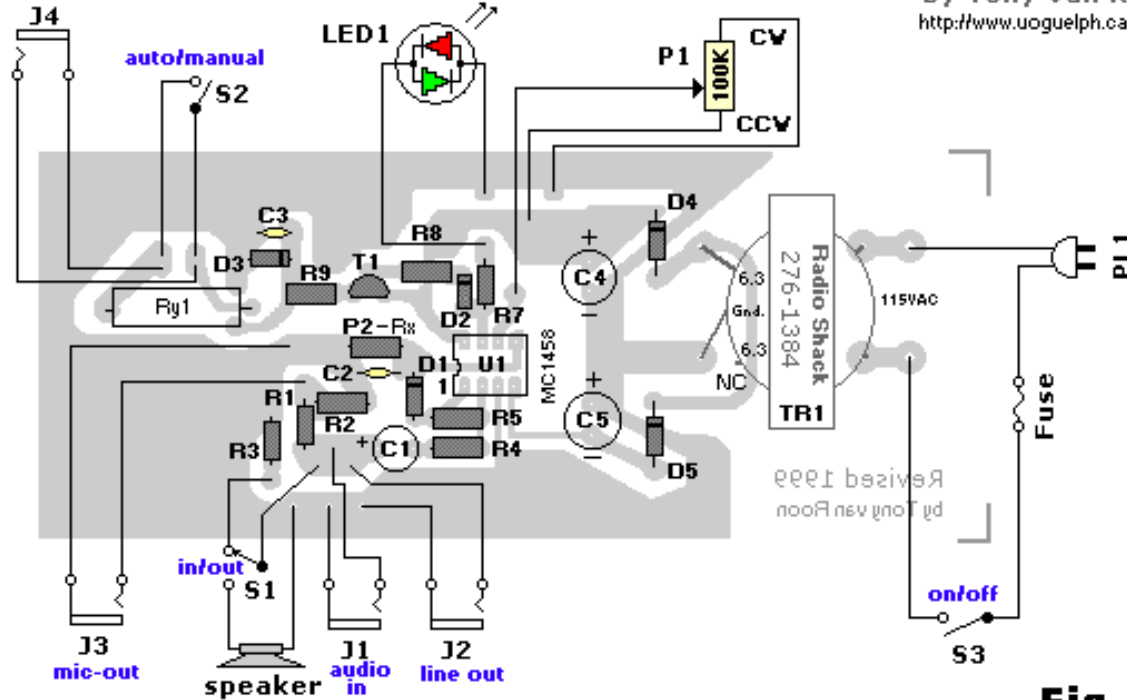 J4
auto/manual
S2
LED1
P1
100K
CW
CCW
http://www.uoguelph.ca
C3
D3
R9
T1
R8
D2
R7
Ry1
P2-Rx
C2
D1
1
U1
MC1458
R1
R2
R3
R5
R4
+
C1
+
C4
−
+
C5
−
D4
D5
6.3
Gnd.
6.3
NC
Radio Shack
276-1384
TR1
115VAC
PL1
Fuse
Revised 1999
by Tony van Roon
in/out
S1
on/off
S3
J3
mic-out
speaker
J1
audio
in
J2
line out